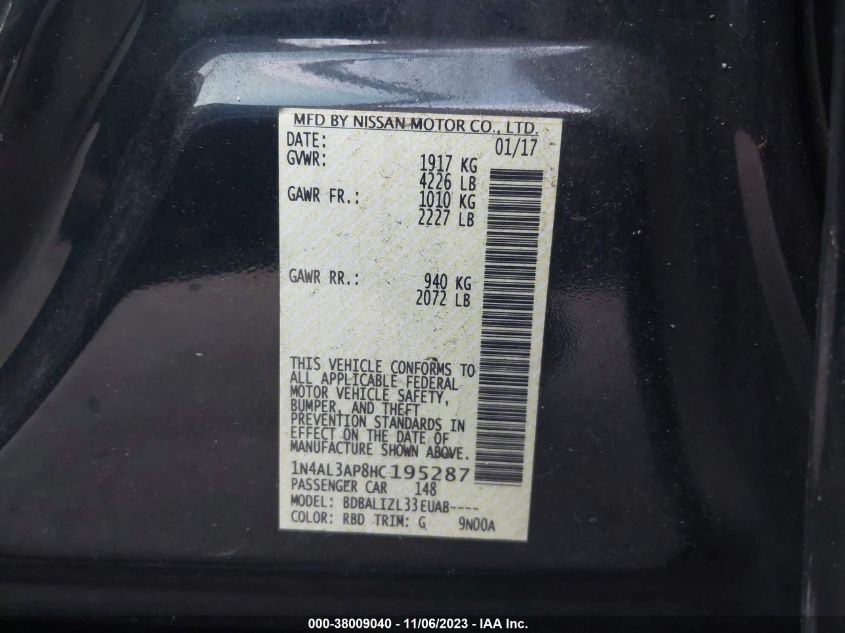 MFD BY NISSAN MOTOR CO., LTD.
DATE: 01/17
GVWR: 1917 KG
4226 LB
GAWR FR.: 1010 KG
2227 LB
GAWR RR.: 940 KG
2072 LB
THIS VEHICLE CONFORMS TO
ALL APPLICABLE FEDERAL
MOTOR VEHICLE SAFETY,
BUMPER, AND THEFT
PREVENTION STANDARDS IN
EFFECT ON THE DATE OF
MANUFACTURE SHOWN ABOVE.
1N4AL3AP8HC195287
PASSENGER CAR 148
MODEL: BDBALIZL33EUAB----
COLOR: RBD TRIM: G 9N00A
000-38009040 - 11/06/2023 - IAA Inc.